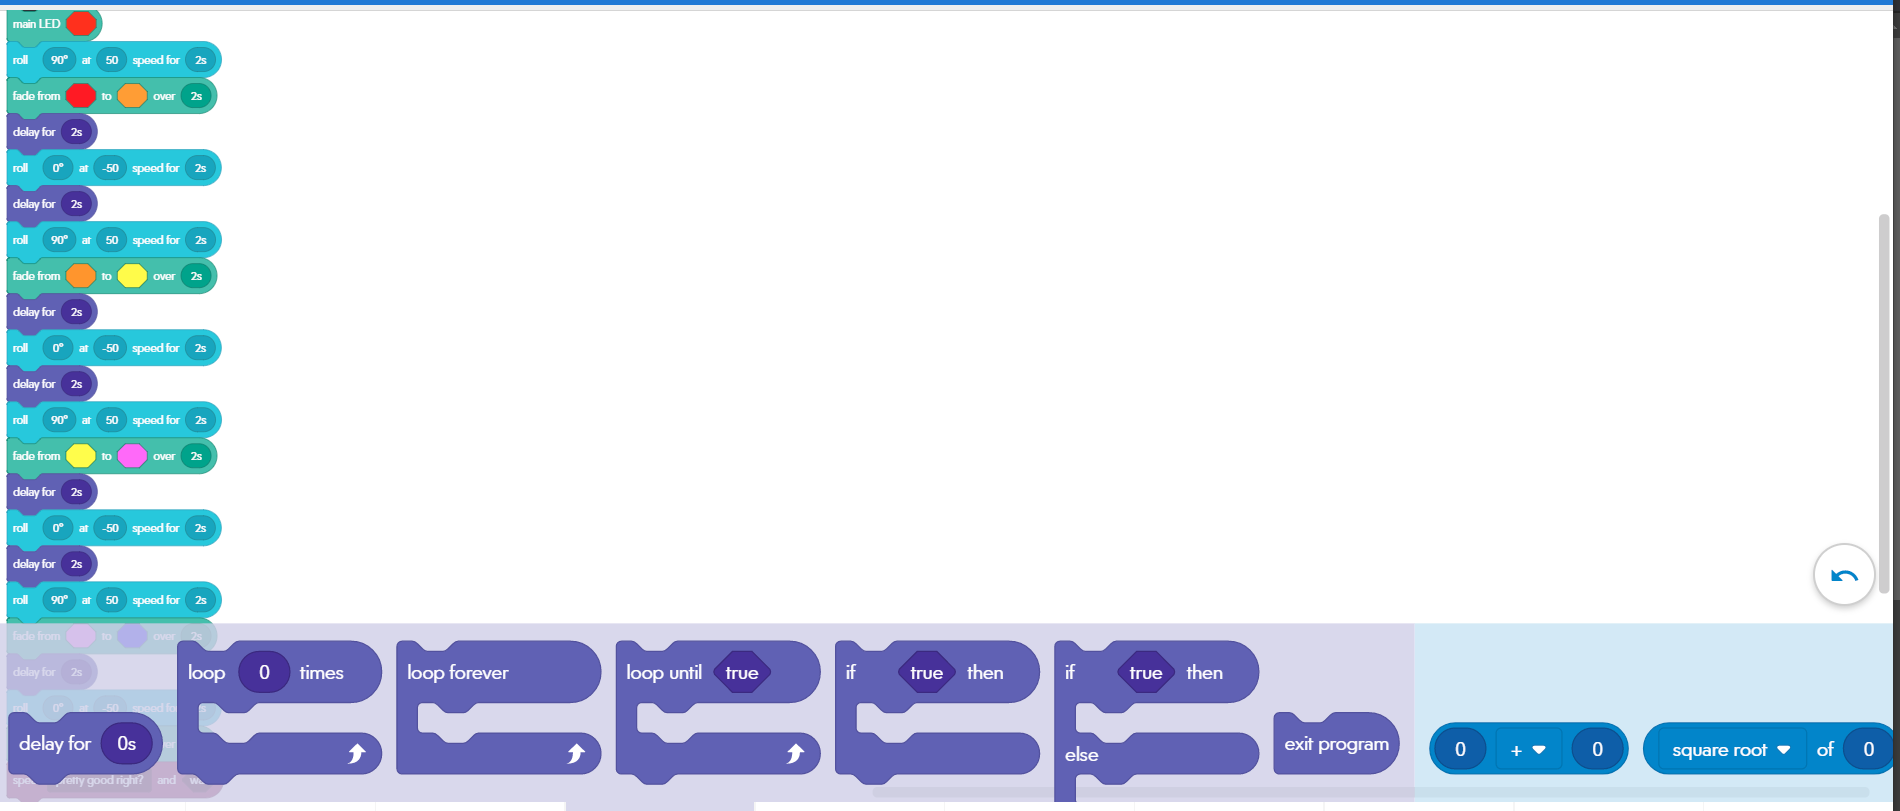 main LED
roll 90° at 50 speed for 2s
fade from to over 2s
delay for 2s
roll 0° at -50 speed for 2s
delay for 2s
roll 90° at 50 speed for 2s
fade from to over 2s
delay for 2s
roll 0° at -50 speed for 2s
delay for 2s
roll 90° at 50 speed for 2s
fade from to over 2s
delay for 2s
roll 0° at -50 speed for 2s
delay for 2s
roll 90° at 50 speed for 2s
fade from to over 2s
delay for 2s
roll 0° at -50 speed for
pretty good right? and
delay for 0s
loop 0 times
loop forever
loop until true
if true then
if true then
else
exit program
0 + 0
square root of 0